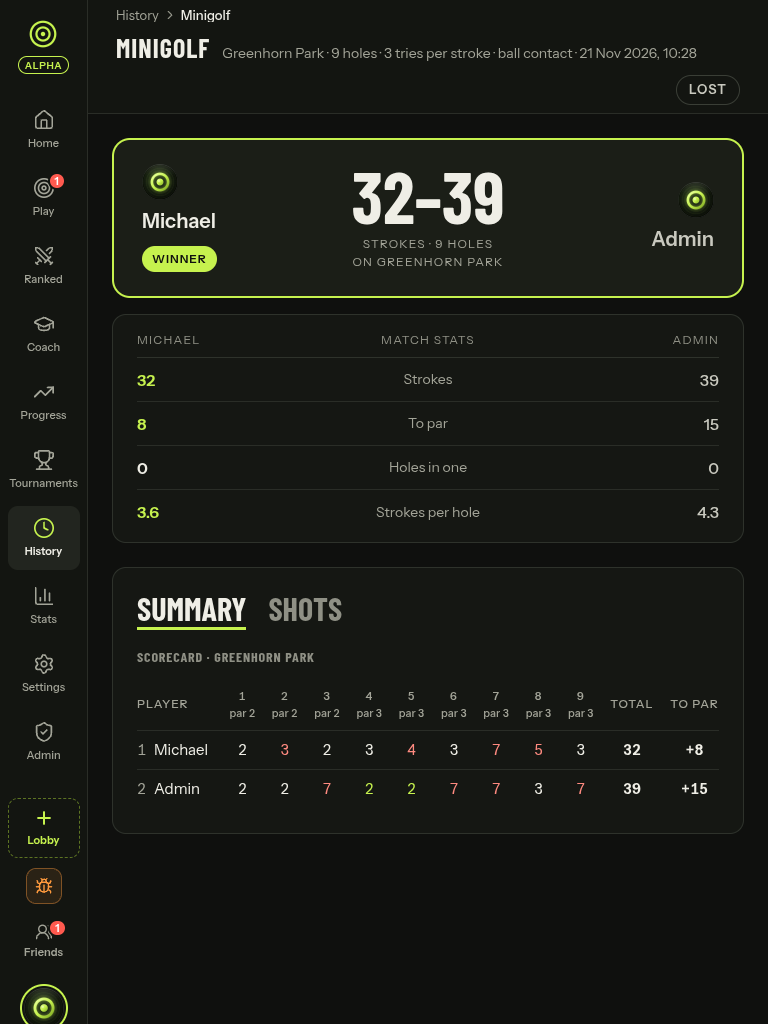 History > Minigolf
ALPHA
MINIGOLF Greenhorn Park · 9 holes · 3 tries per stroke · ball contact · 21 Nov 2026, 10:28
LOST
Home
1
Play
Ranked
Coach
Progress
Tournaments
History
Stats
Settings
Admin
Lobby
1
Friends
Michael
WINNER
32–39
STROKES · 9 HOLES
ON GREENHORN PARK
Admin
MICHAEL MATCH STATS ADMIN
32 Strokes 39
8 To par 15
0 Holes in one 0
3.6 Strokes per hole 4.3
SUMMARY SHOTS
SCORECARD · GREENHORN PARK
PLAYER 1 2 3 4 5 6 7 8 9 TOTAL TO PAR
par 2 par 2 par 2 par 3 par 3 par 3 par 3 par 3 par 3
1 Michael 2 3 2 3 4 3 7 5 3 32 +8
2 Admin 2 2 7 2 2 7 7 3 7 39 +15